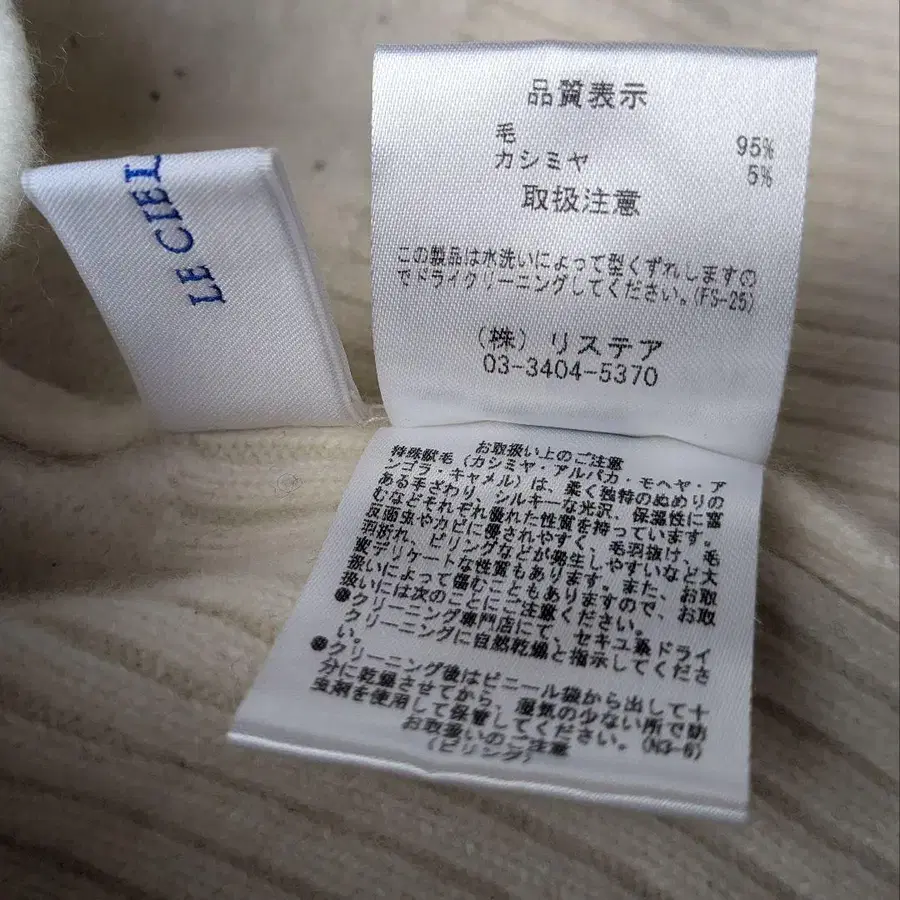 LE CIEL
品質表示
毛 95%
カシミヤ 5%
取扱注意
この製品は水洗いによって型くずれしますの
でドライクリーニングしてください。(FS-25)
(株) リステア
03-3404-5370
お取扱い上のご注意
特殊獣毛(カシミヤ・アルパカ・モヘヤ・ア
ンゴラ・キャメル)は、柔く独特のぬめりの
ある手ざわり、シルキーな光沢、保温性に富
むなどそれぞれ優れた性質を持っています。
反面虫やカビに侵されやすく、毛羽抜け、毛
羽折れ、ピリングなどが発生しやすいなど大
変デリケートな性質もあります。また、お取
扱いによって傷むこともありますので、お取
扱いには次のことにご注意ください。
●クリーニング専門店にて、セキユ系ドライ
クリーニングに自然乾燥と指示してくださ
い。
●クリーニング後はビニール袋から出して十
分に乾燥させてから、湿気の少ない所で防
虫剤を使用して保管してください。(N3-6)
お取扱いのご注意
(ピリング)